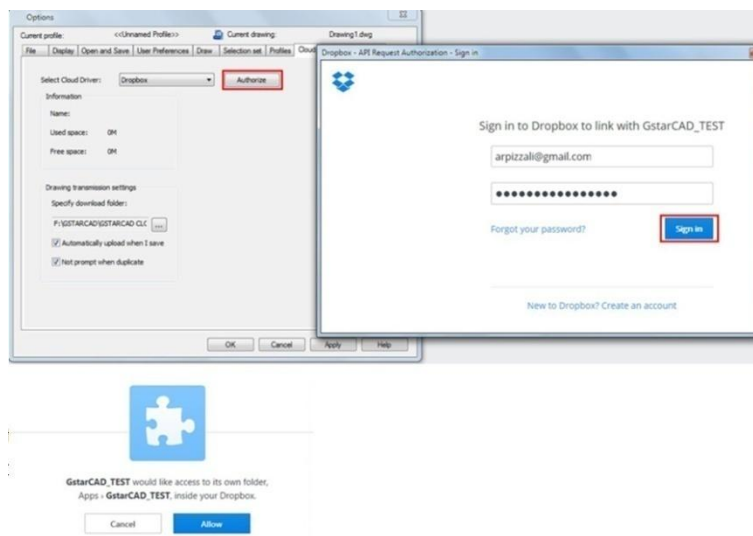 Options
Current profile: <<Unnamed Profile>> Current drawing: Drawing1.dwg
File Display Open and Save User Preferences Draw Selection set Profiles Cloud
Select Cloud Driver: Dropbox Authorize
Information
Name:
Used space: 0M
Free space: 0M
Drawing transmission settings
Specify download folder:
F:\GSTARCAD\GSTARCAD CLC ...
Automatically upload when I save
Not prompt when duplicate
OK Cancel Apply Help
Dropbox - API Request Authorization - Sign in
Sign in to Dropbox to link with GstarCAD_TEST
arpizzali@gmail.com
Forgot your password? Sign in
New to Dropbox? Create an account
GstarCAD_TEST would like access to its own folder,
Apps › GstarCAD_TEST, inside your Dropbox.
Cancel Allow